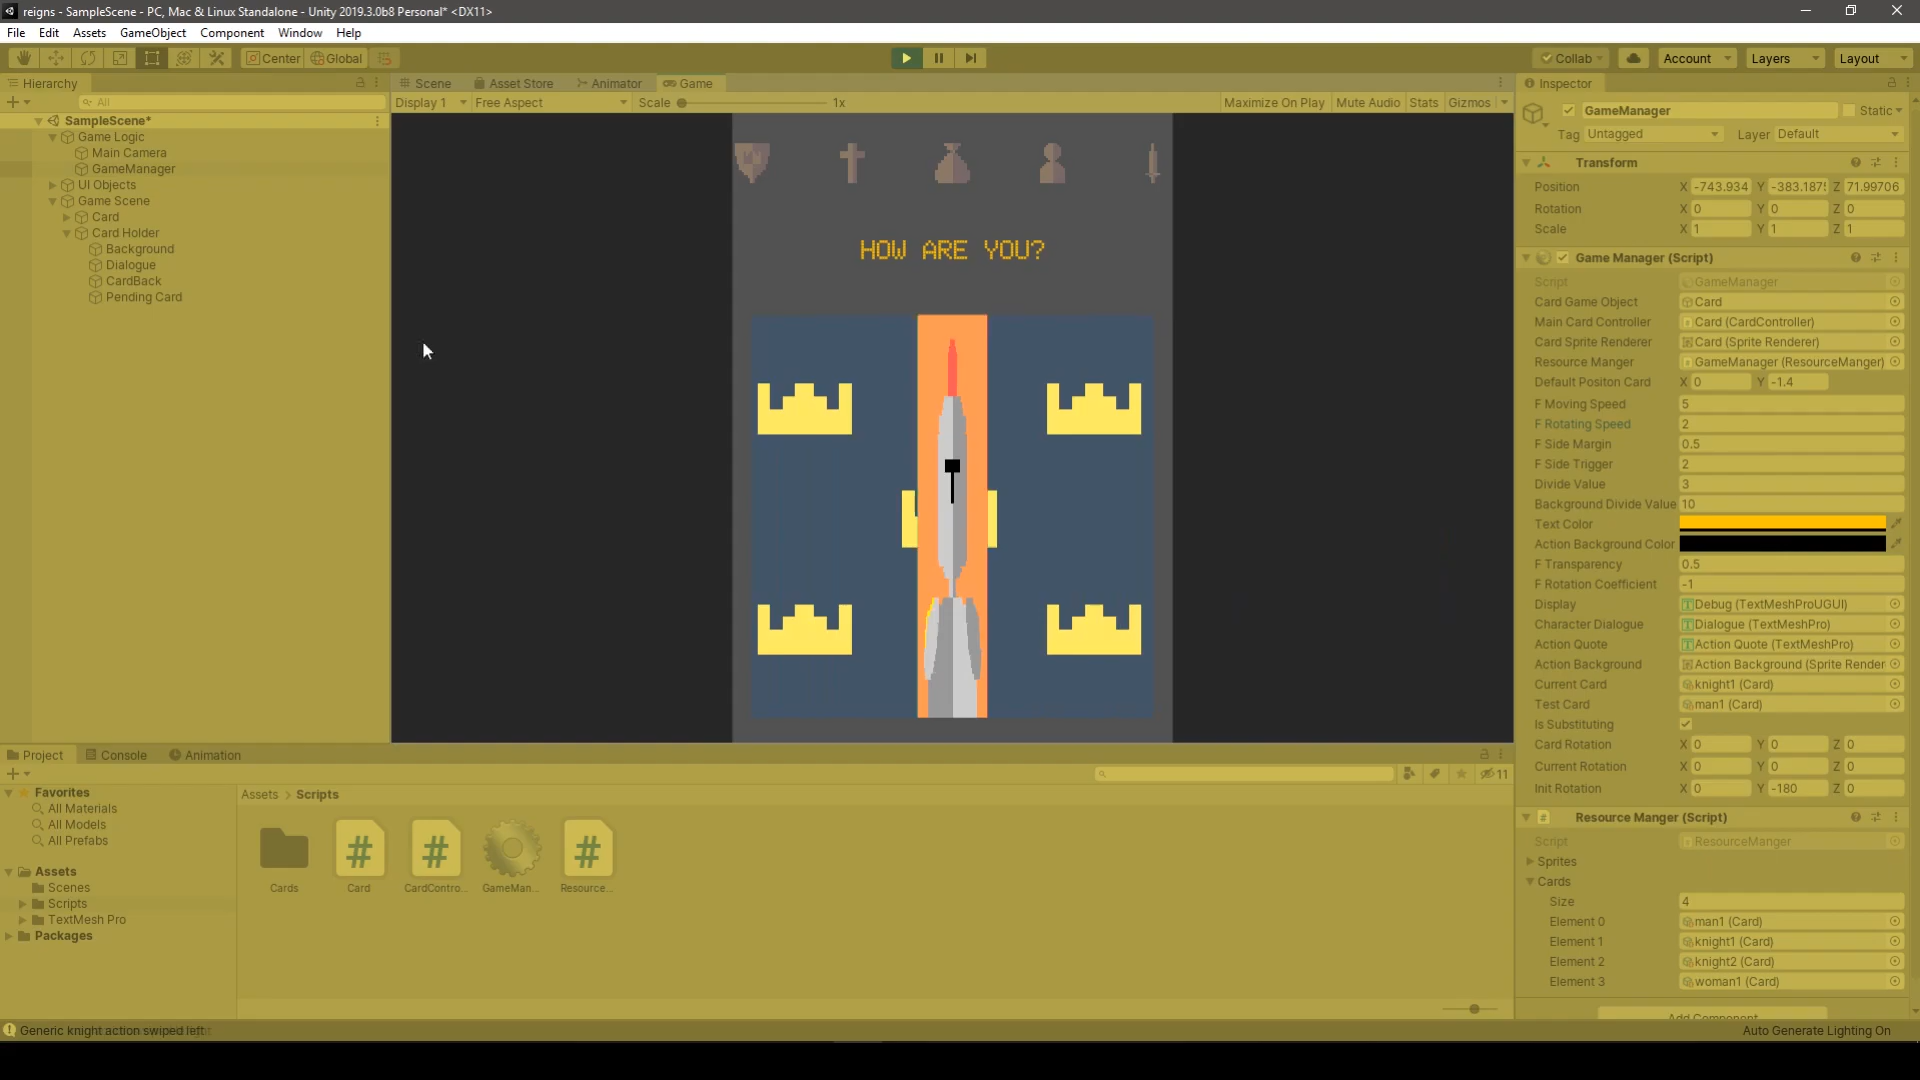 reigns - SampleScene - PC, Mac & Linux Standalone - Unity 2019.3.0b8 Personal* <DX11>
File Edit Assets GameObject Component Window Help
Center Global Collab Account Layers Layout
Hierarchy
All
SampleScene*
Game Logic
Main Camera
GameManager
UI Objects
Game Scene
Card
Card Holder
Background
Dialogue
CardBack
Pending Card
Scene Asset Store Animator Game
Display 1 Free Aspect Scale 1x Maximize On Play Mute Audio Stats Gizmos
HOW ARE YOU?
Inspector
GameManager Static
Tag Untagged Layer Default
Transform
Position X -743.934 Y -383.187 Z 71.99706
Rotation X 0 Y 0 Z 0
Scale X 1 Y 1 Z 1
Game Manager (Script)
Script GameManager
Card Game Object Card
Main Card Controller Card (CardController)
Card Sprite Renderer Card (Sprite Renderer)
Resource Manger GameManager (ResourceManger)
Default Positon Card X 0 Y -1.4
F Moving Speed 5
F Rotating Speed 2
F Side Margin 0.5
F Side Trigger 2
Divide Value 3
Background Divide Value 10
Text Color
Action Background Color
F Transparency 0.5
F Rotation Coefficient -1
Display Debug (TextMeshProUGUI)
Character Dialogue Dialogue (TextMeshPro)
Action Quote Action Quote (TextMeshPro)
Action Background Action Background (Sprite Render
Current Card knight1 (Card)
Test Card man1 (Card)
Is Substituting
Card Rotation X 0 Y 0 Z 0
Current Rotation X 0 Y 0 Z 0
Init Rotation X 0 Y -180 Z 0
Resource Manger (Script)
Script ResourceManger
Sprites
Cards
Size 4
Element 0 man1 (Card)
Element 1 knight1 (Card)
Element 2 knight2 (Card)
Element 3 woman1 (Card)
Add Component
Project Console Animation
11
Favorites
All Materials
All Models
All Prefabs
Assets
Scenes
Scripts
TextMesh Pro
Packages
Assets > Scripts
Cards Card CardContro... GameMan... Resource...
Generic knight action swiped left
Auto Generate Lighting On